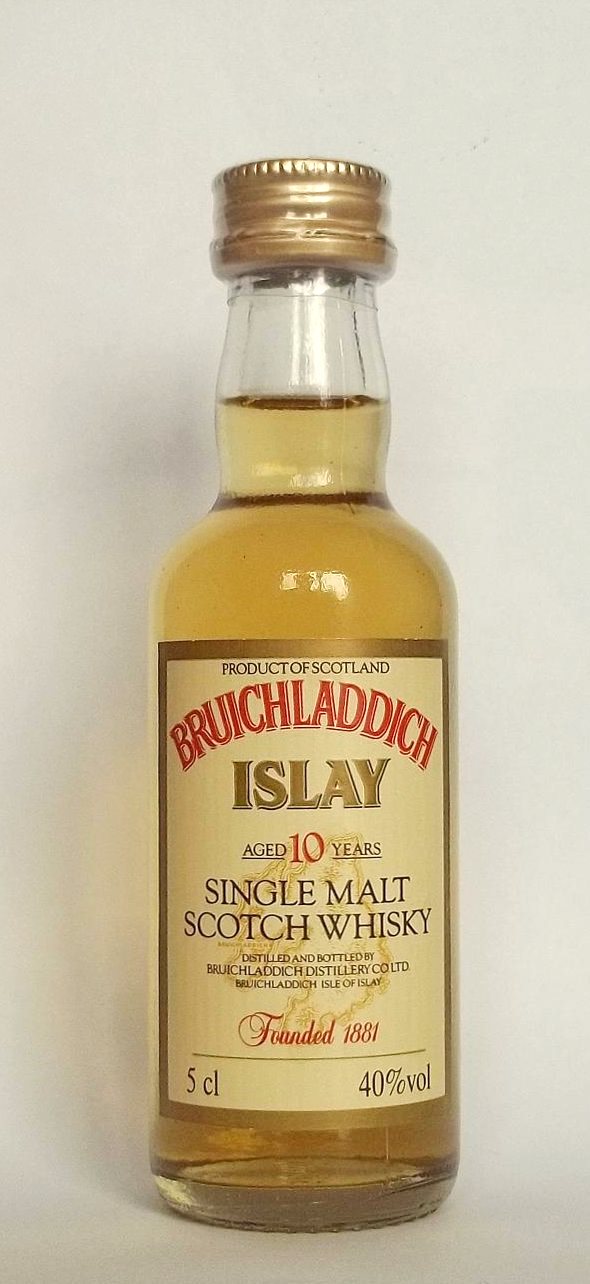 PRODUCT OF SCOTLAND
BRUICHLADDICH
ISLAY
AGED 10 YEARS
SINGLE MALT
SCOTCH WHISKY
BRUICHLADDICH
DISTILLED AND BOTTLED BY
BRUICHLADDICH DISTILLERY CO. LTD.
BRUICHLADDICH ISLE OF ISLAY
Founded 1881
5 cl 40%vol